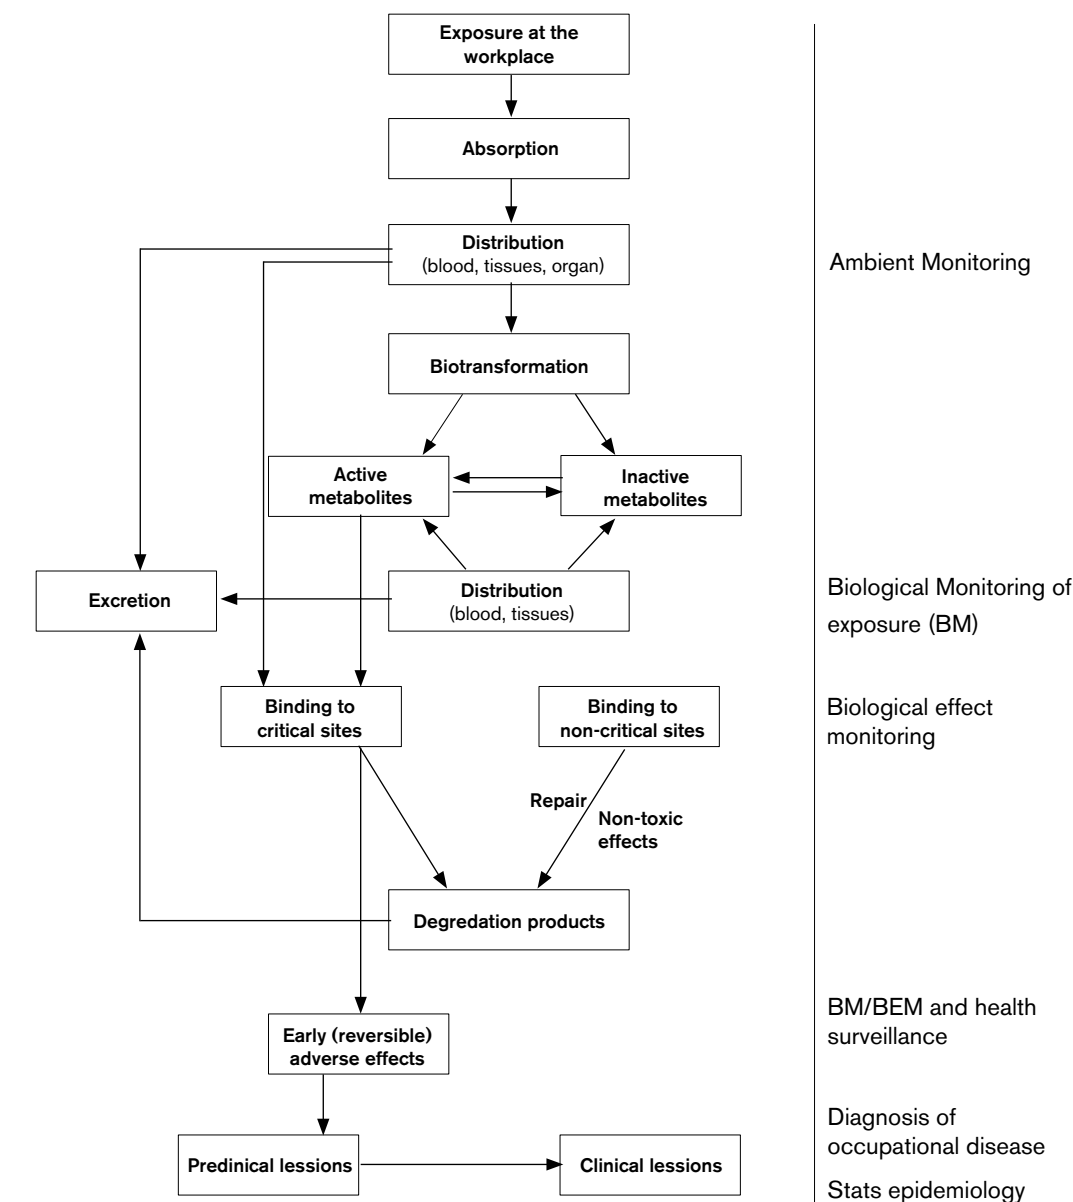 Exposure at the
workplace
Absorption
Distribution
(blood, tissues, organ)
Ambient Monitoring
Biotransformation
Active
metabolites
Inactive
metabolites
Excretion
Distribution
(blood, tissues)
Biological Monitoring of
exposure (BM)
Binding to
critical sites
Binding to
non-critical sites
Biological effect
monitoring
Repair
Non-toxic
effects
Degredation products
Early (reversible)
adverse effects
BM/BEM and health
surveillance
Predinical lessions
Clinical lessions
Diagnosis of
occupational disease
Stats epidemiology